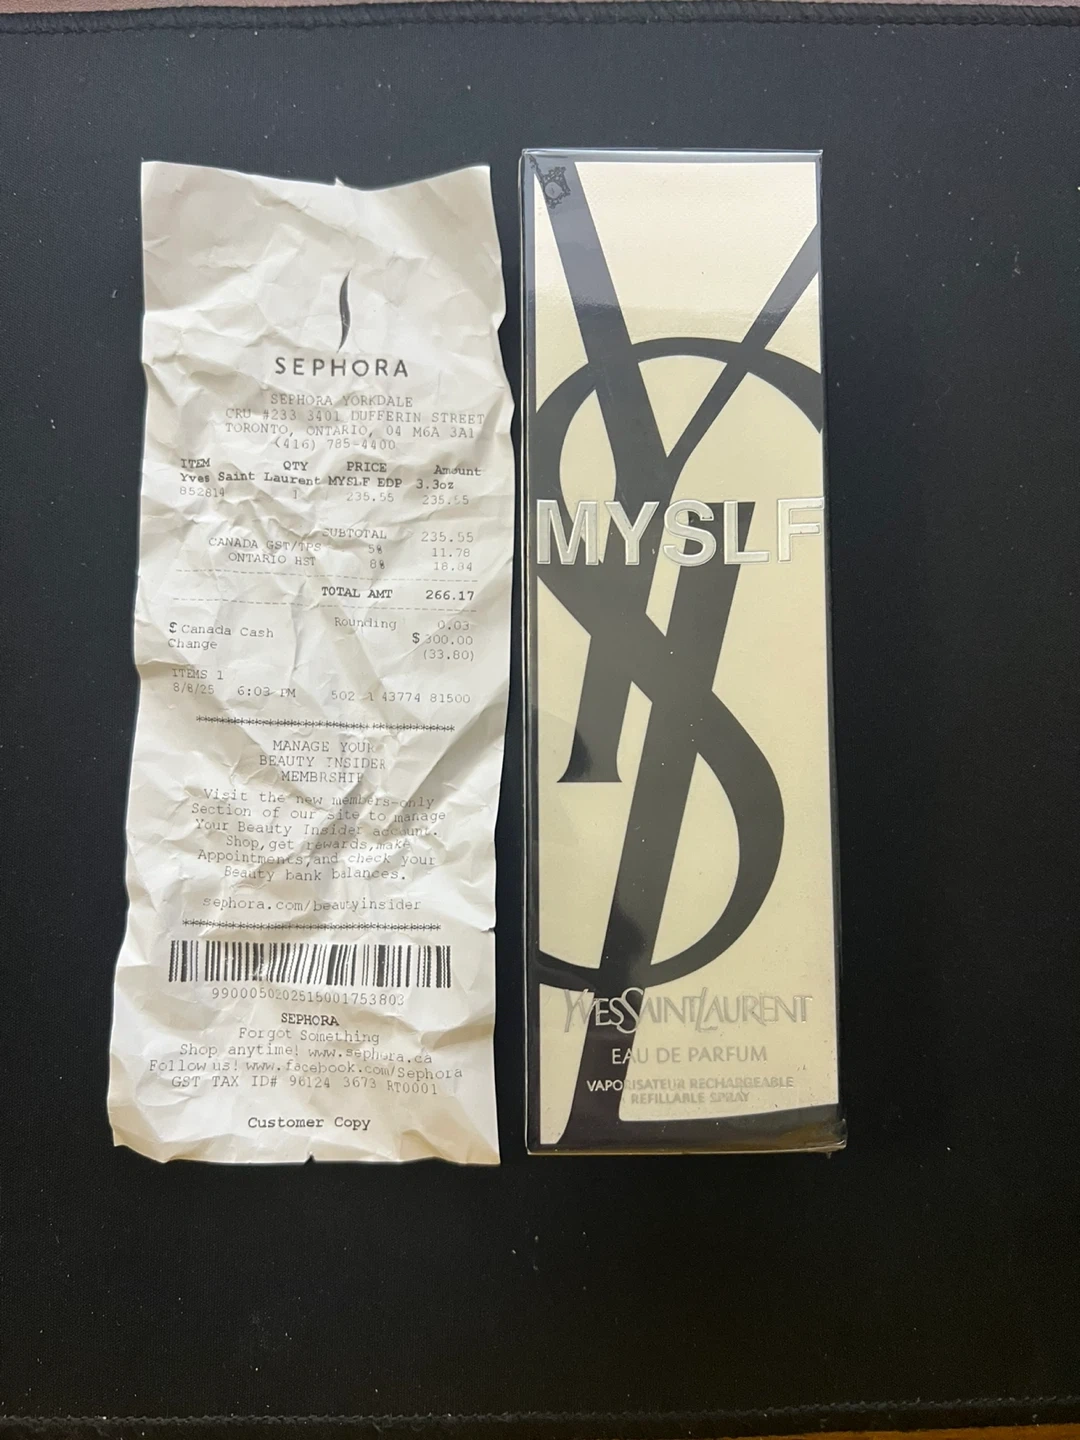 SEPHORA
SEPHORA YORKDALE
CRU #233 3401 DUFFERIN STREET
TORONTO, ONTARIO, 04 M6A 3A1
(416) 785-4400
ITEM QTY PRICE Amount
Yves Saint Laurent MYSLF EDP 3.3oz
852814 1 235.55 235.55
SUBTOTAL 235.55
CANADA GST/TPS 5% 11.78
ONTARIO HST 8% 18.84
TOTAL AMT 266.17
Rounding 0.03
$ Canada Cash $300.00
Change (33.80)
ITEMS 1
8/8/25 6:03 PM 502 1 43774 81500
****************************************
MANAGE YOUR
BEAUTY INSIDER
MEMBRSHIP
Visit the new members-only
Section of our site to manage
Your Beauty Insider account.
Shop,get rewards,make
Appointments,and check your
Beauty bank balances.
sephora.com/beautyinsider
****************************************
9900050202515001753803
SEPHORA
Forgot Something
Shop anytime! www.sephora.ca
Follow us! www.facebook.com/Sephora
GST TAX ID# 96124 3673 RT0001
Customer Copy
MYSLF
YVESSAINTLAURENT
EAU DE PARFUM
VAPORISATEUR RECHARGEABLE
REFILLABLE SPRAY